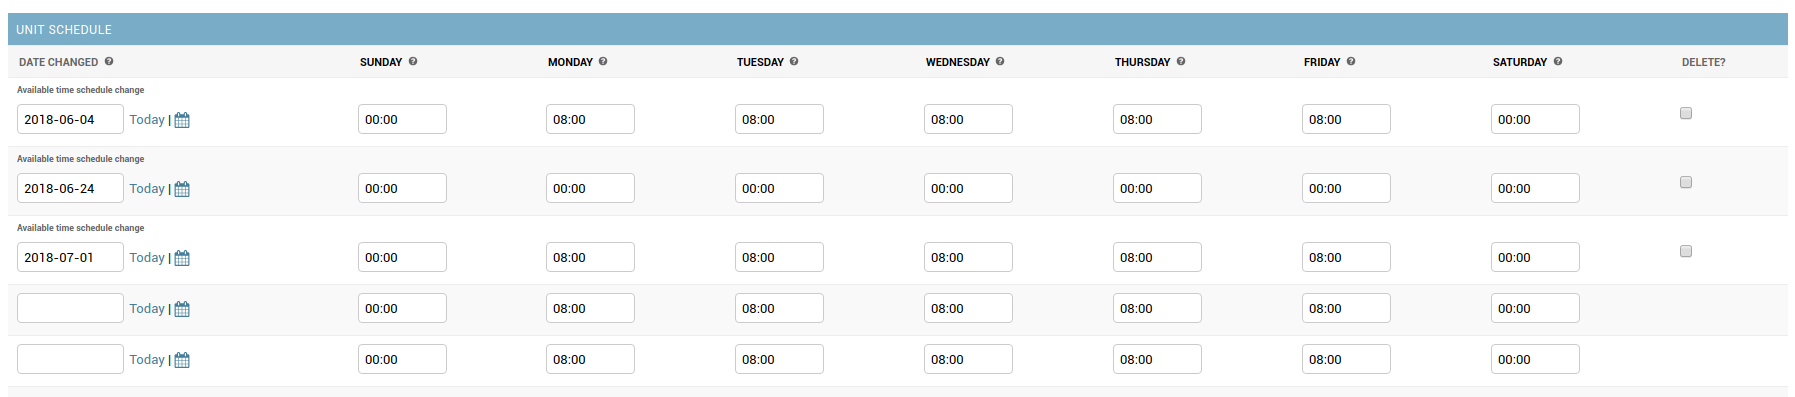 UNIT SCHEDULE
DATE CHANGED ? SUNDAY ? MONDAY ? TUESDAY ? WEDNESDAY ? THURSDAY ? FRIDAY ? SATURDAY ? DELETE?
Available time schedule change
2018-06-04 Today | 00:00 08:00 08:00 08:00 08:00 08:00 00:00
Available time schedule change
2018-06-24 Today | 00:00 00:00 00:00 00:00 00:00 00:00 00:00
Available time schedule change
2018-07-01 Today | 00:00 08:00 08:00 08:00 08:00 08:00 00:00
Today | 00:00 08:00 08:00 08:00 08:00 08:00 00:00
Today | 00:00 08:00 08:00 08:00 08:00 08:00 00:00